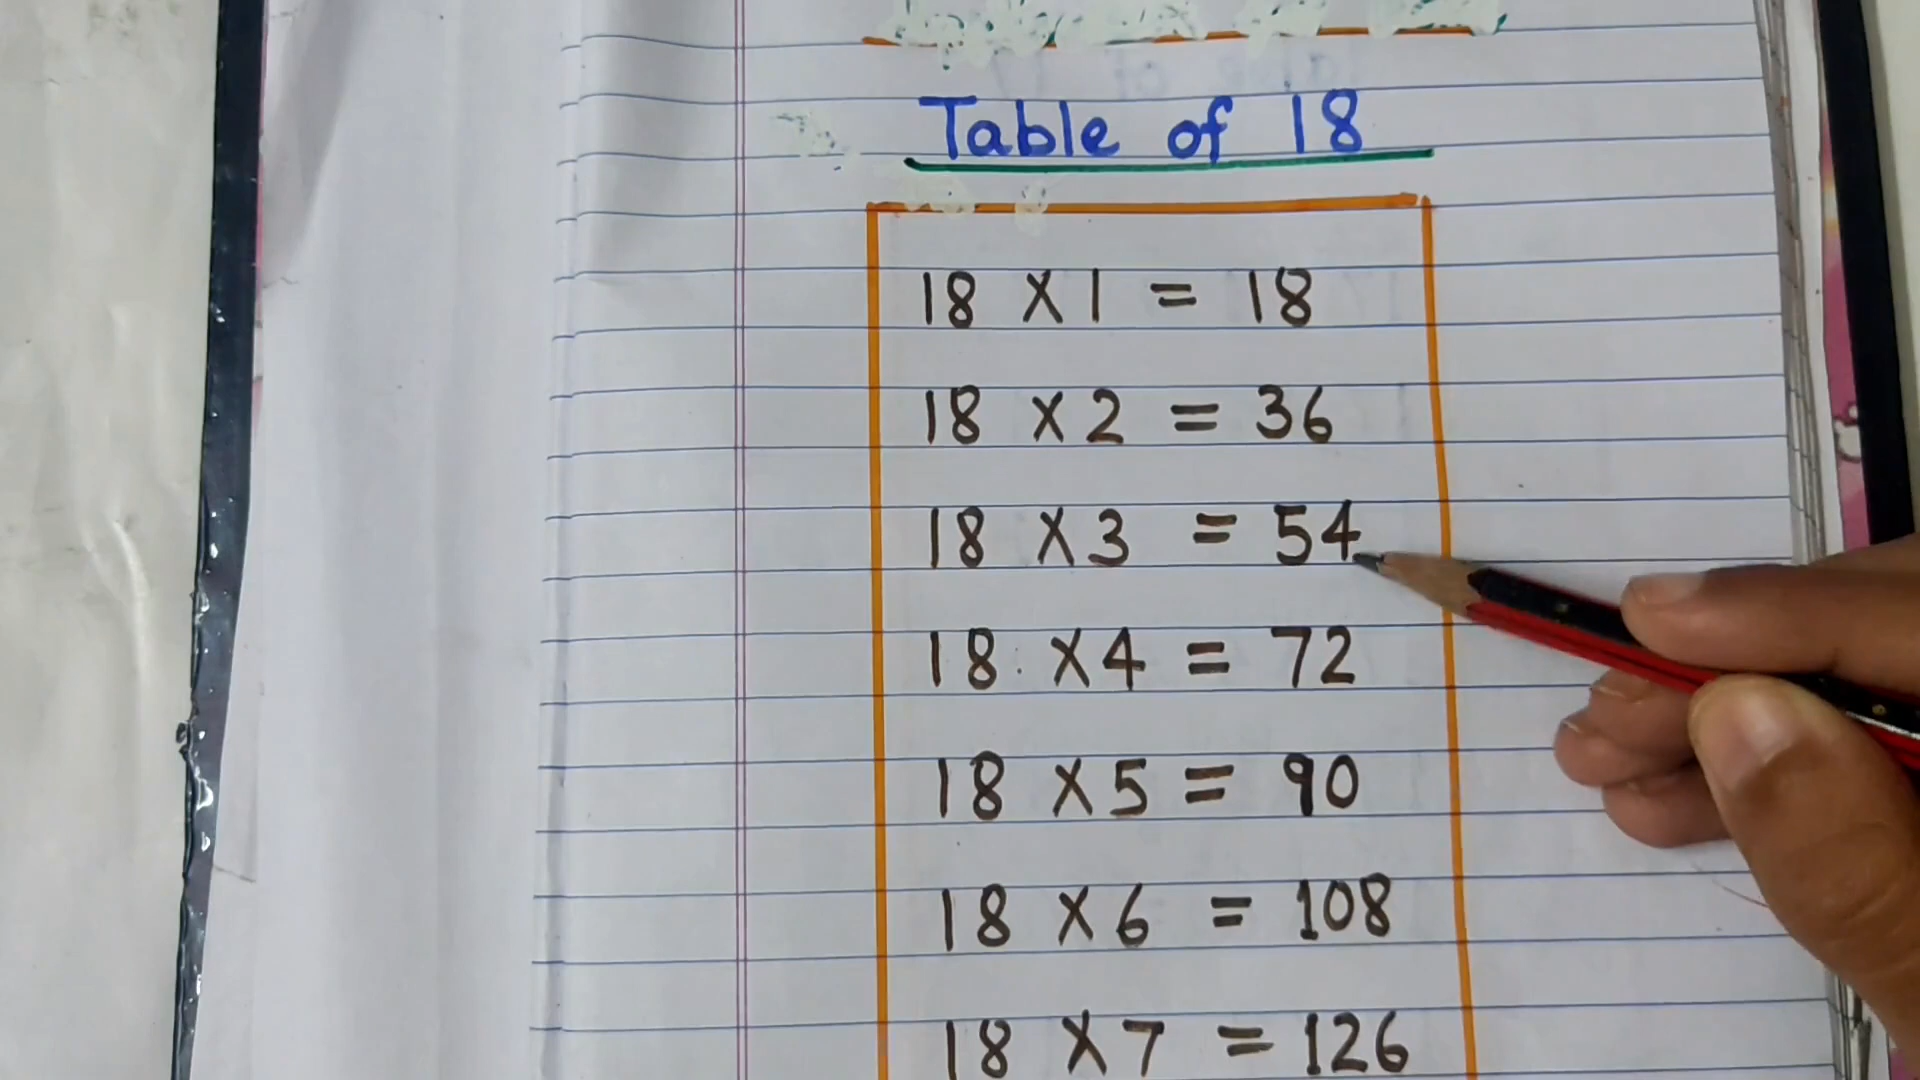 Table of 18
18 X 1 = 18
18 X 2 = 36
18 X 3 = 54
18 X 4 = 72
18 X 5 = 90
18 X 6 = 108
18 X 7 = 126